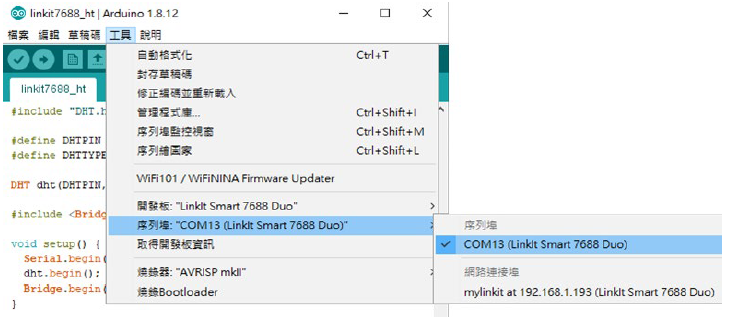 linkit7688_ht | Arduino 1.8.12
檔案 編輯 草稿碼 工具 說明
linkit7688_ht
自動格式化 Ctrl+T
封存草稿碼
修正編碼並重新載入
管理程式庫... Ctrl+Shift+I
序列埠監控視窗 Ctrl+Shift+M
序列繪圖家 Ctrl+Shift+L
WiFi101 / WiFiNINA Firmware Updater
開發板: "LinkIt Smart 7688 Duo"
序列埠: "COM13 (LinkIt Smart 7688 Duo)"
取得開發板資訊
燒錄器: "AVRISP mkII"
燒錄Bootloader
序列埠
COM13 (LinkIt Smart 7688 Duo)
網路連接埠
mylinkit at 192.168.1.193 (LinkIt Smart 7688 Duo)
#include "DHT.h
#define DHTPIN
#define DHTTYPE
DHT dht(DHTPIN,
#include <Bridg
void setup() {
Serial.begin(
dht.begin();
Bridge.begin(
}